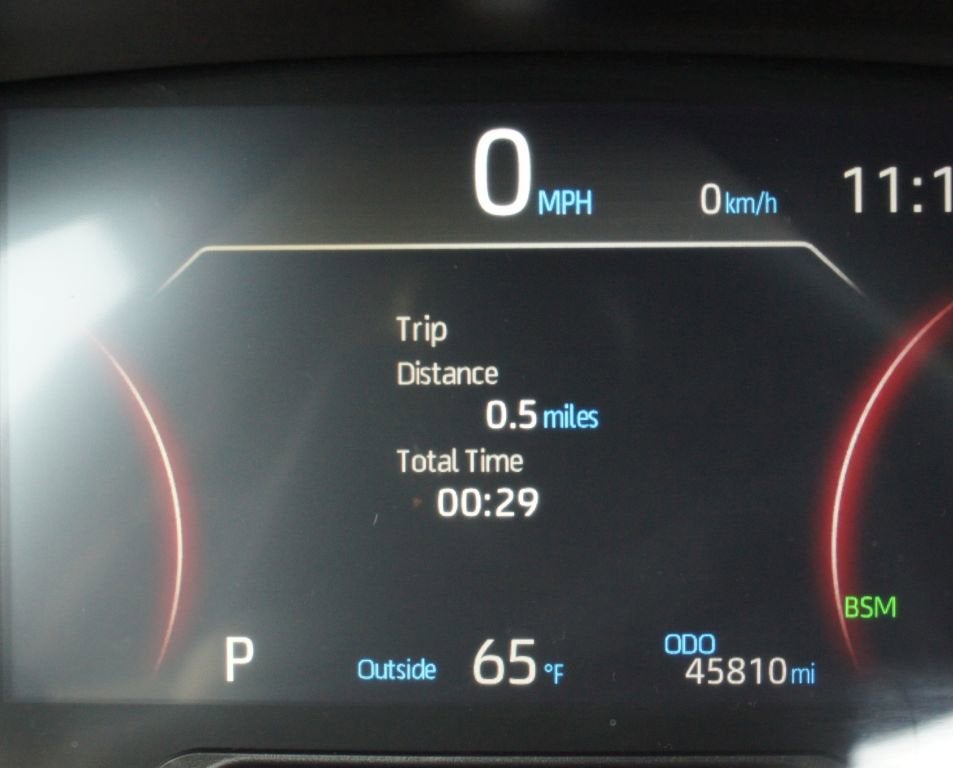 0 MPH 0 km/h 11:1
Trip
Distance
0.5 miles
Total Time
00:29
BSM
P Outside 65 °F ODO
45810 mi